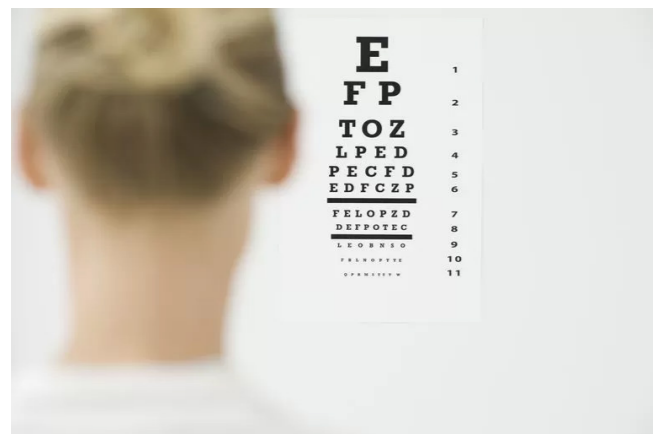 E 1
F P 2
T O Z 3
L P E D 4
P E C F D 5
E D F C Z P 6
F E L O P Z D 7
D E F P O T E C 8
L E O B N S O 9
10
11